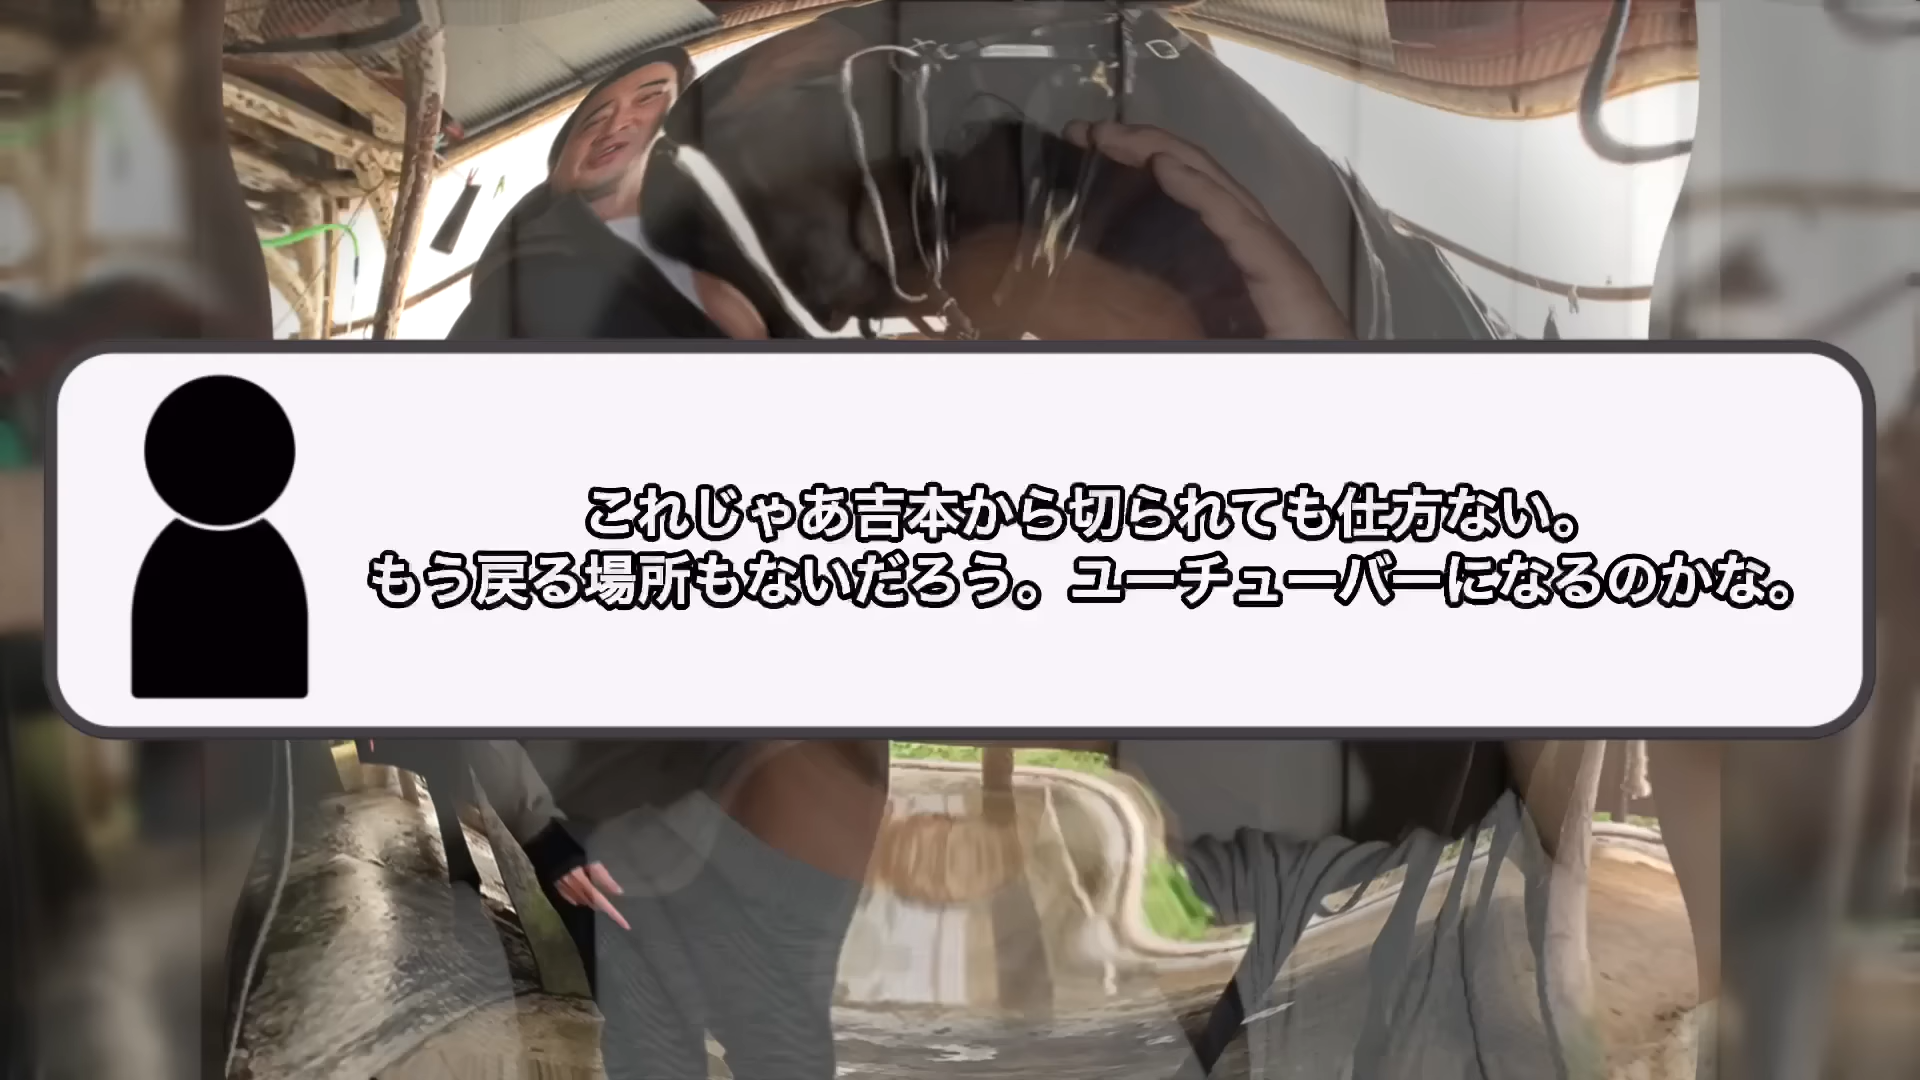 これじゃあ吉本から切られても仕方ない。
もう戻る場所もないだろう。ユーチューバーになるのかな。